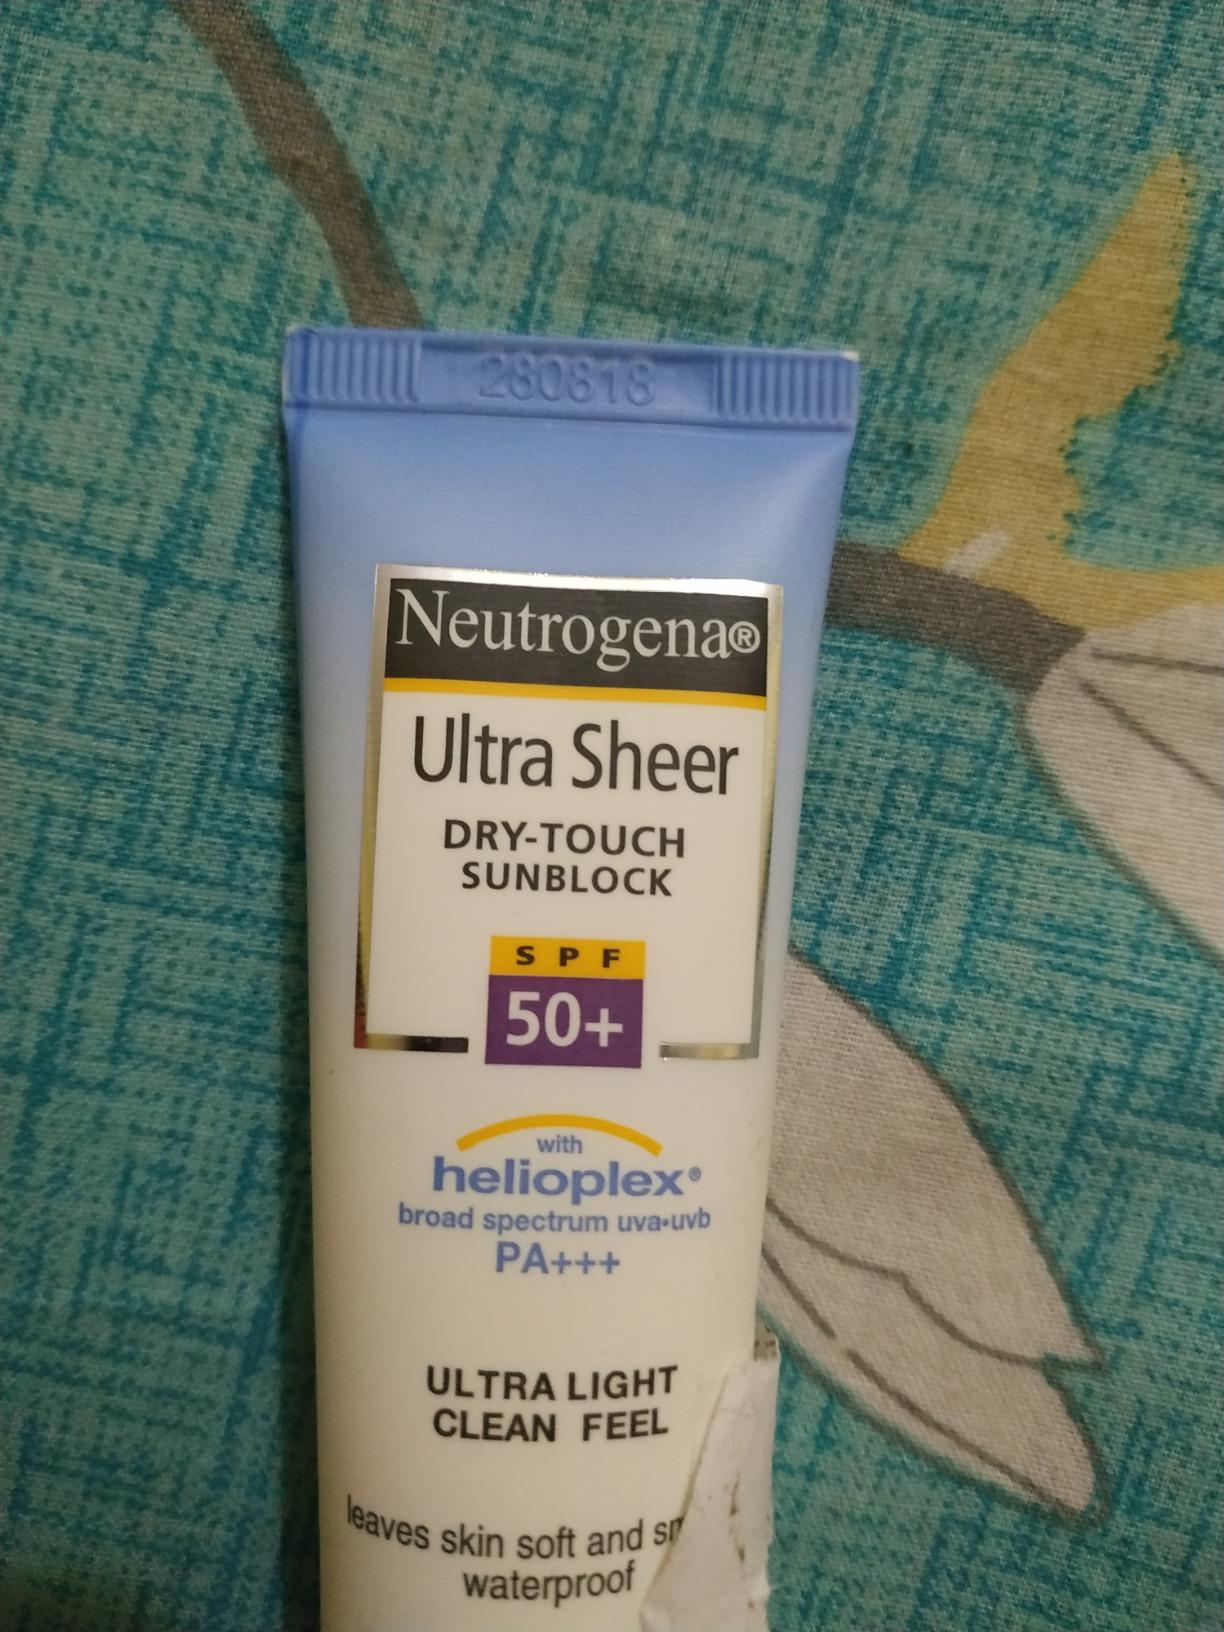 280818
Neutrogena®
Ultra Sheer
DRY-TOUCH
SUNBLOCK
SPF
50+
with
helioplex®
broad spectrum uva•uvb
PA+++
ULTRA LIGHT
CLEAN FEEL
leaves skin soft and
waterproof